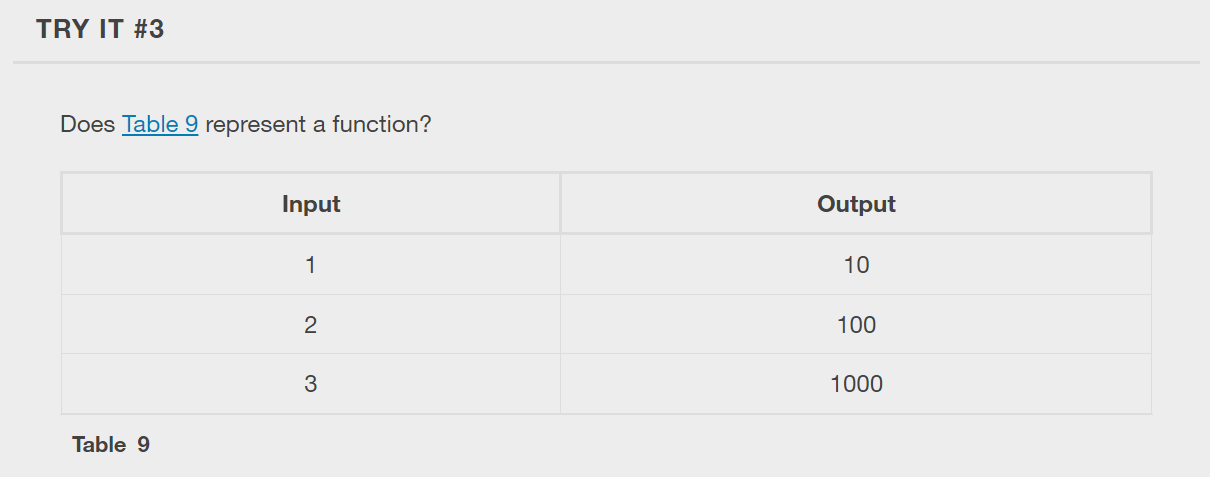 TRY IT #3
Does Table 9 represent a function?
Input Output
1 10
2 100
3 1000
Table 9